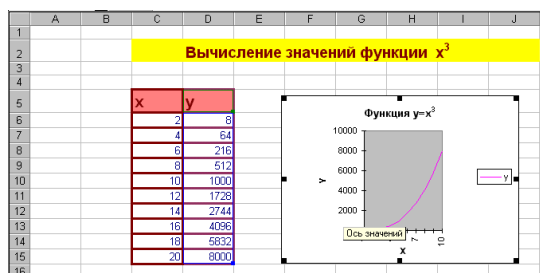 A B C D E F G H I J
1
2 Вычисление значений функции x³
3
4
5 x y
6 2 8
7 4 64
8 6 216
9 8 512
10 10 1000
11 12 1728
12 14 2744
13 16 4096
14 18 5832
15 20 8000
16
Функция y=x³
10000
8000
6000
4000
2000
Y
Ось значений
7
10
X
y